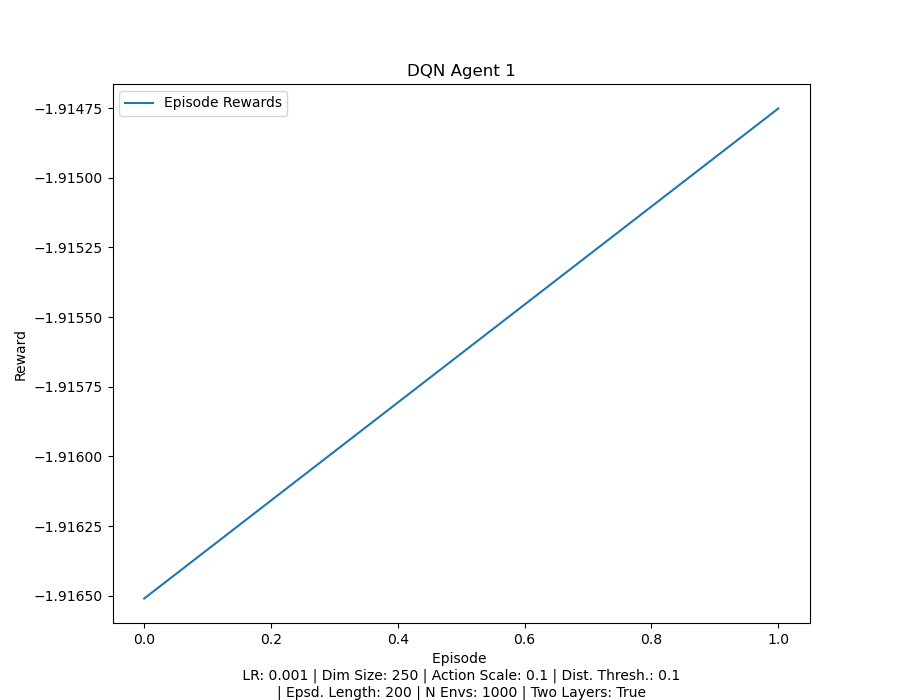 DQN Agent 1
Episode Rewards
−1.91475
−1.91500
−1.91525
−1.91550
−1.91575
−1.91600
−1.91625
−1.91650
Reward
0.0 0.2 0.4 0.6 0.8 1.0
Episode
LR: 0.001 | Dim Size: 250 | Action Scale: 0.1 | Dist. Thresh.: 0.1
| Epsd. Length: 200 | N Envs: 1000 | Two Layers: True